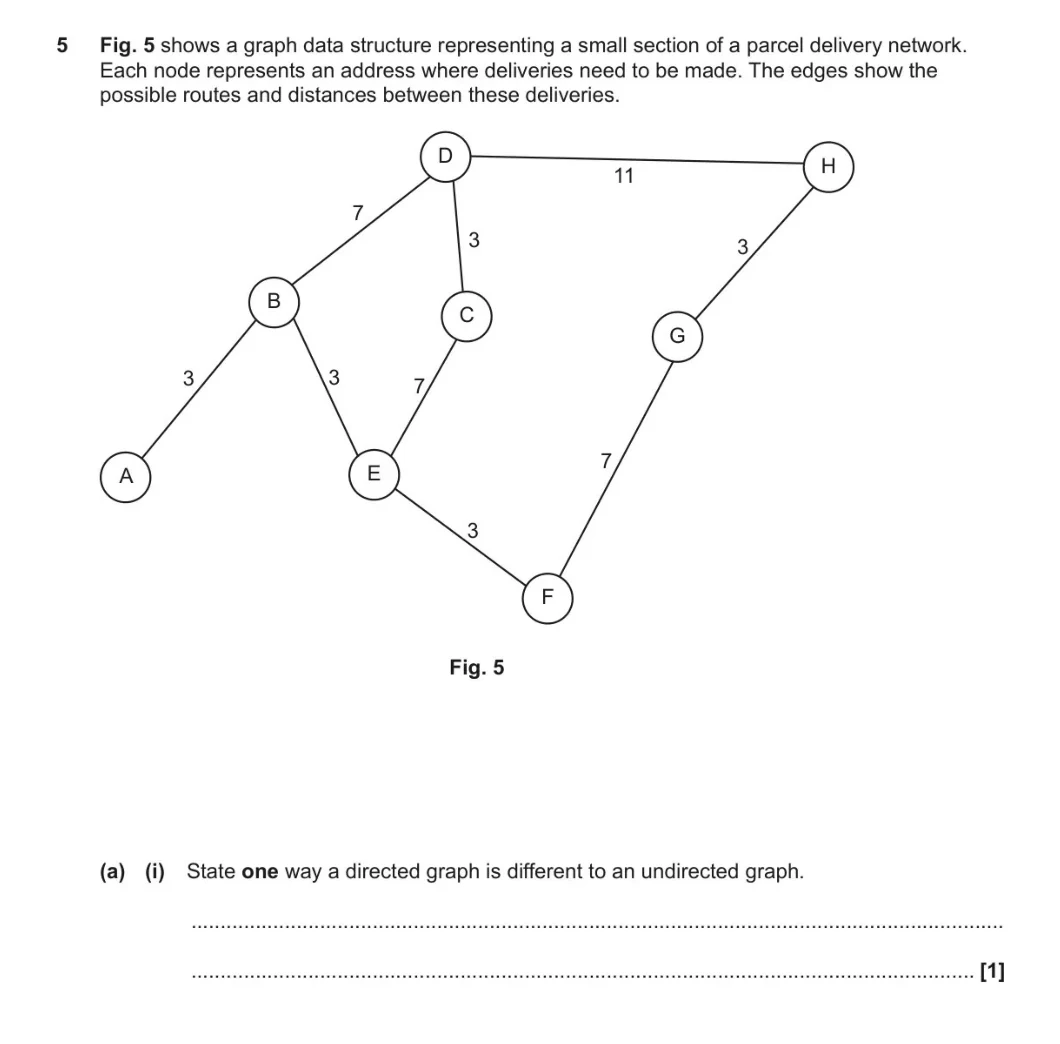 5 Fig. 5 shows a graph data structure representing a small section of a parcel delivery network.
Each node represents an address where deliveries need to be made. The edges show the
possible routes and distances between these deliveries.
D
H
11
7
3
3
B
C
G
3
3
7
7
A
E
3
F
Fig. 5
(a) (i) State one way a directed graph is different to an undirected graph.
...................................................................................................................................
............................................................................................................................... [1]